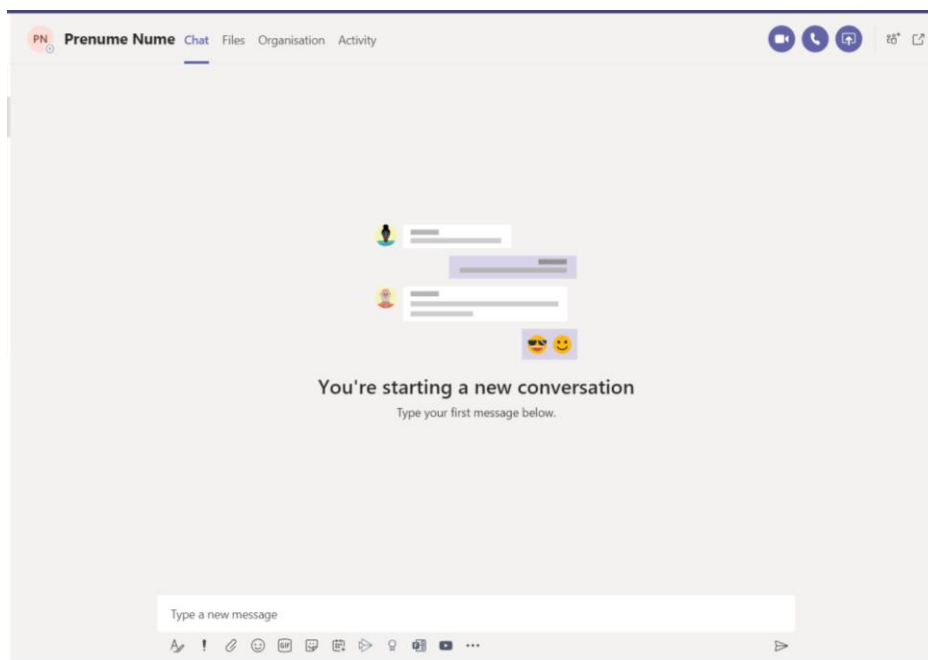 PN Prenume Nume Chat Files Organisation Activity
You're starting a new conversation
Type your first message below.
Type a new message
GIF